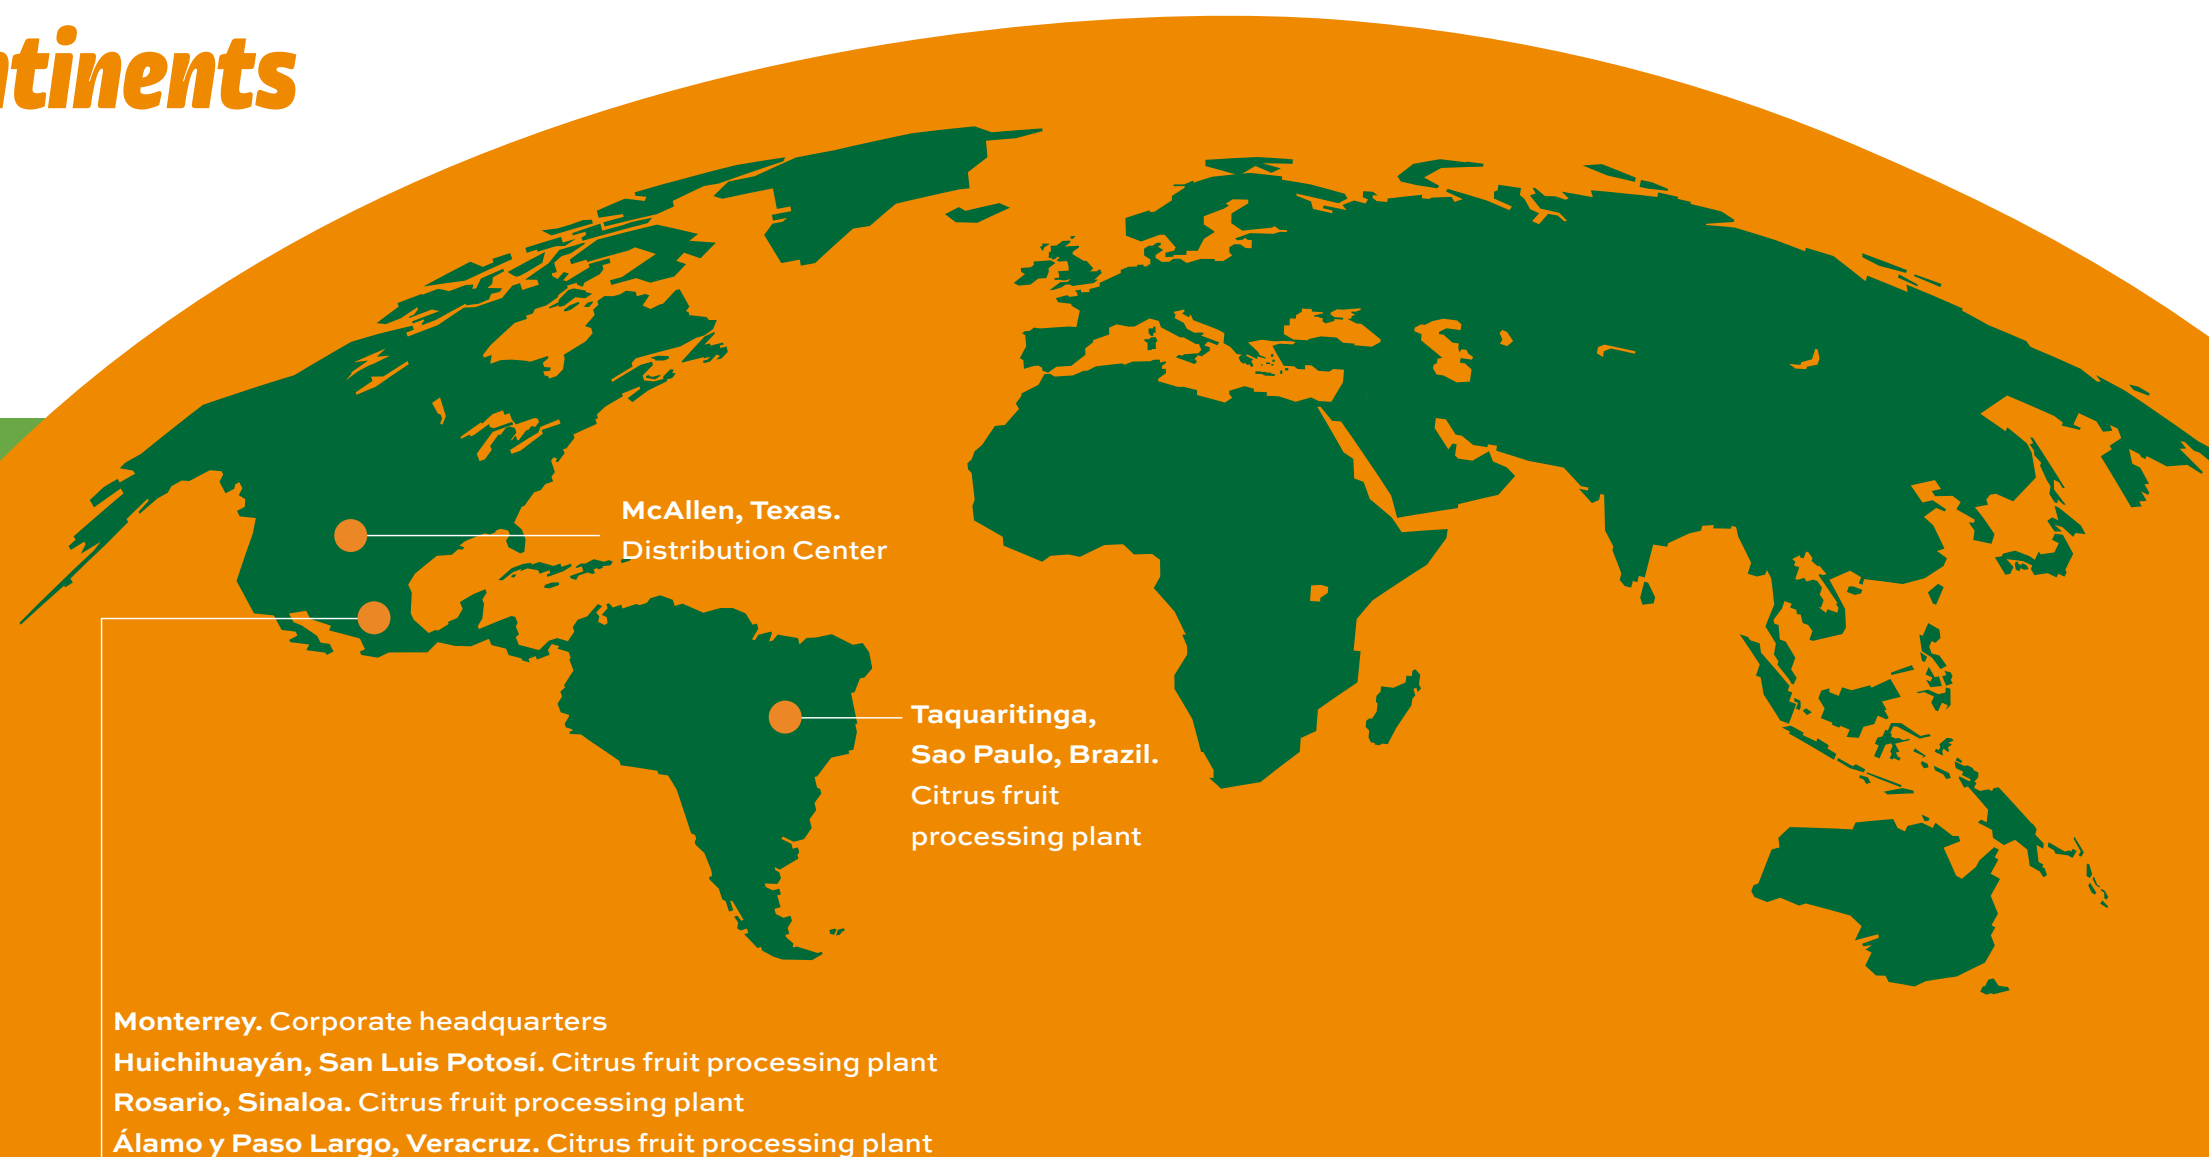 ntinents
McAllen, Texas.
Distribution Center
Taquaritinga,
Sao Paulo, Brazil.
Citrus fruit
processing plant
Monterrey. Corporate headquarters
Huichihuayán, San Luis Potosí. Citrus fruit processing plant
Rosario, Sinaloa. Citrus fruit processing plant
Álamo y Paso Largo, Veracruz. Citrus fruit processing plant